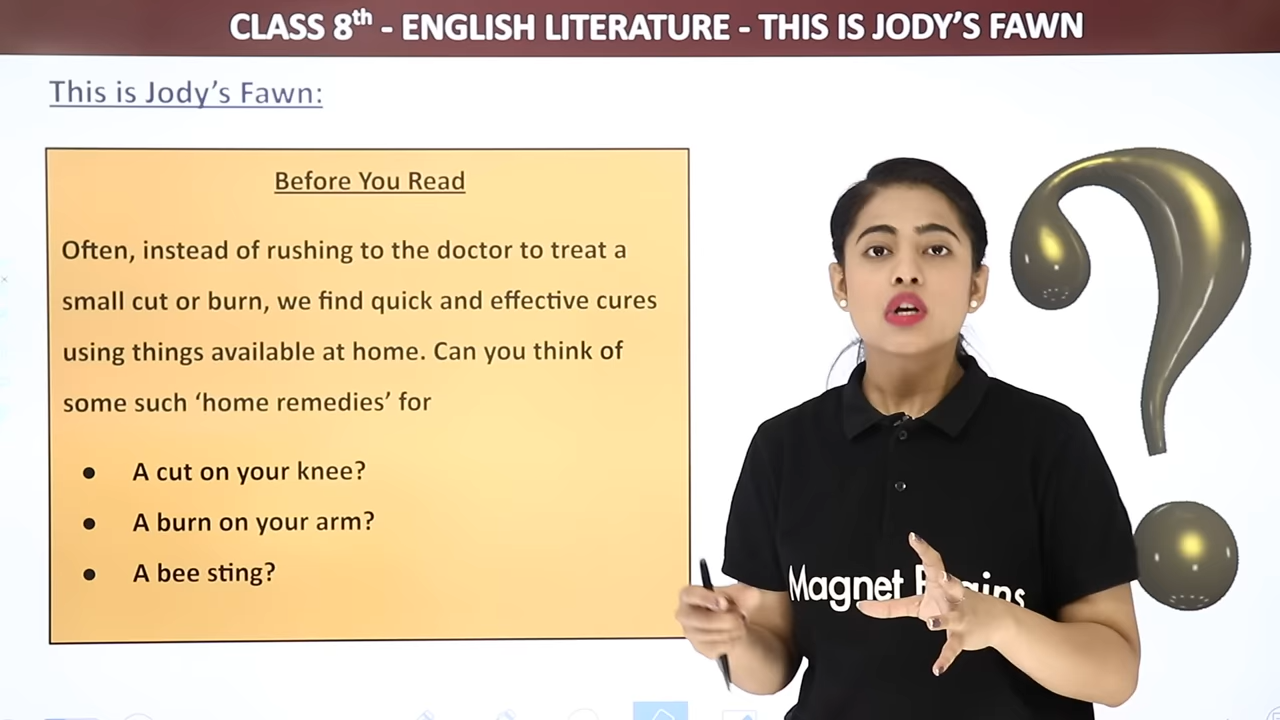 CLASS 8th - ENGLISH LITERATURE - THIS IS JODY'S FAWN
This is Jody's Fawn:
Before You Read
Often, instead of rushing to the doctor to treat a
small cut or burn, we find quick and effective cures
using things available at home. Can you think of
some such 'home remedies' for
● A cut on your knee?
● A burn on your arm?
● A bee sting?
Magnet